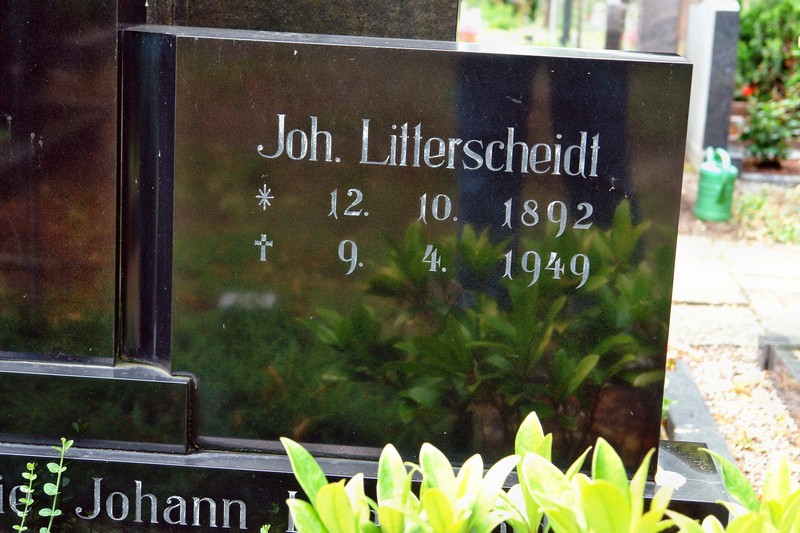 Joh. Litterscheidt
* 12. 10. 1892
† 9. 4. 1949
Johann